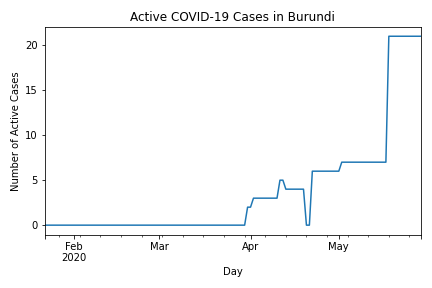 Active COVID-19 Cases in Burundi
Number of Active Cases
20
15
10
5
0
Feb
2020
Mar
Apr
May
Day